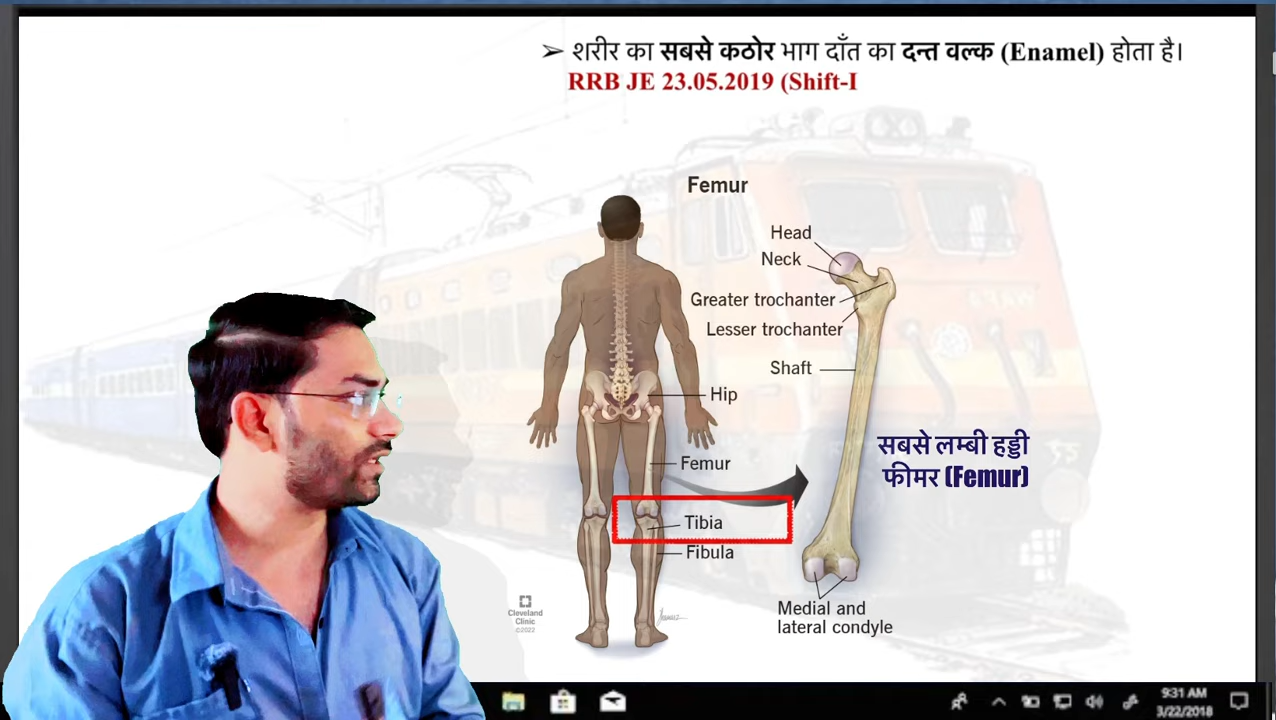 ➢ शरीर का सबसे कठोर भाग दाँत का दन्त वल्क (Enamel) होता है।
RRB JE 23.05.2019 (Shift-I
Femur
Head
Neck
Greater trochanter
Lesser trochanter
Shaft
Hip
सबसे लम्बी हड्डी
फीमर (Femur)
Femur
Tibia
Fibula
Medial and
lateral condyle
Cleveland
Clinic
©2022
9:31 AM
3/22/2018